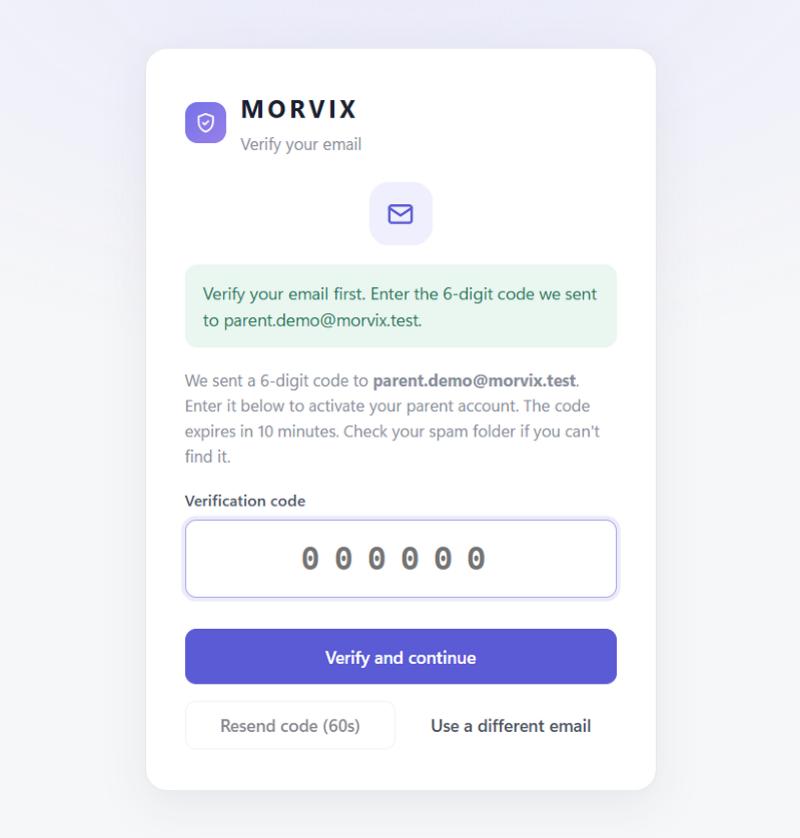 MORVIX
Verify your email
Verify your email first. Enter the 6-digit code we sent
to parent.demo@morvix.test.
We sent a 6-digit code to parent.demo@morvix.test.
Enter it below to activate your parent account. The code
expires in 10 minutes. Check your spam folder if you can't
find it.
Verification code
000000
Verify and continue
Resend code (60s)
Use a different email